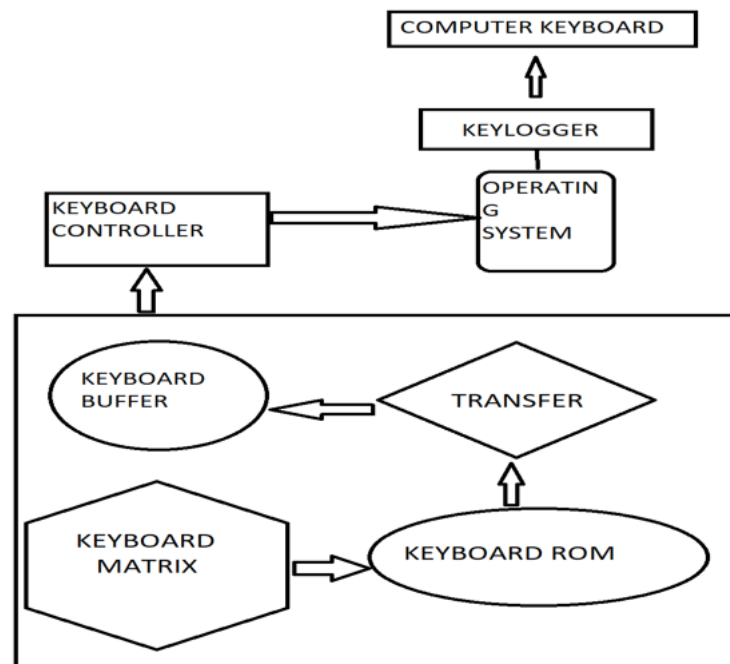 COMPUTER KEYBOARD
KEYLOGGER
OPERATIN
G
SYSTEM
KEYBOARD
CONTROLLER
KEYBOARD
BUFFER
TRANSFER
KEYBOARD
MATRIX
KEYBOARD ROM